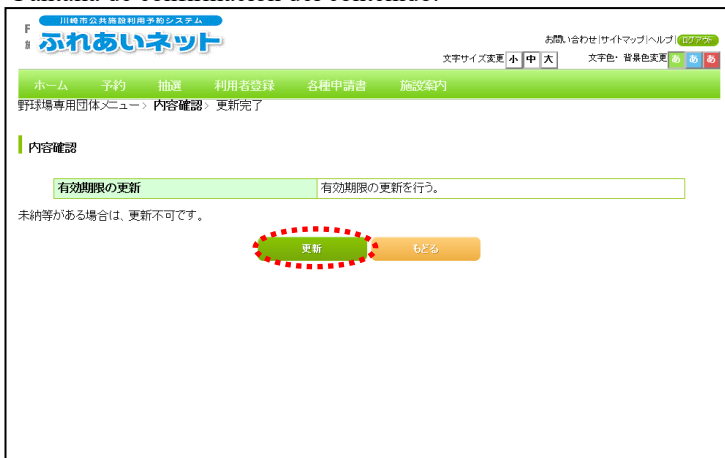 川崎市公共施設利用予約システム
ふれあいネット
お問い合わせ|サイトマップ|ヘルプ|ログアウト
文字サイズ変更 小 中 大 文字色・背景色変更 あ あ あ
ホーム 予約 抽選 利用者登録 各種申請書 施設案内
野球場専用団体メニュー> 内容確認> 更新完了
内容確認
有効期限の更新 有効期限の更新を行う。
未納等がある場合は、更新不可です。
更新 もどる